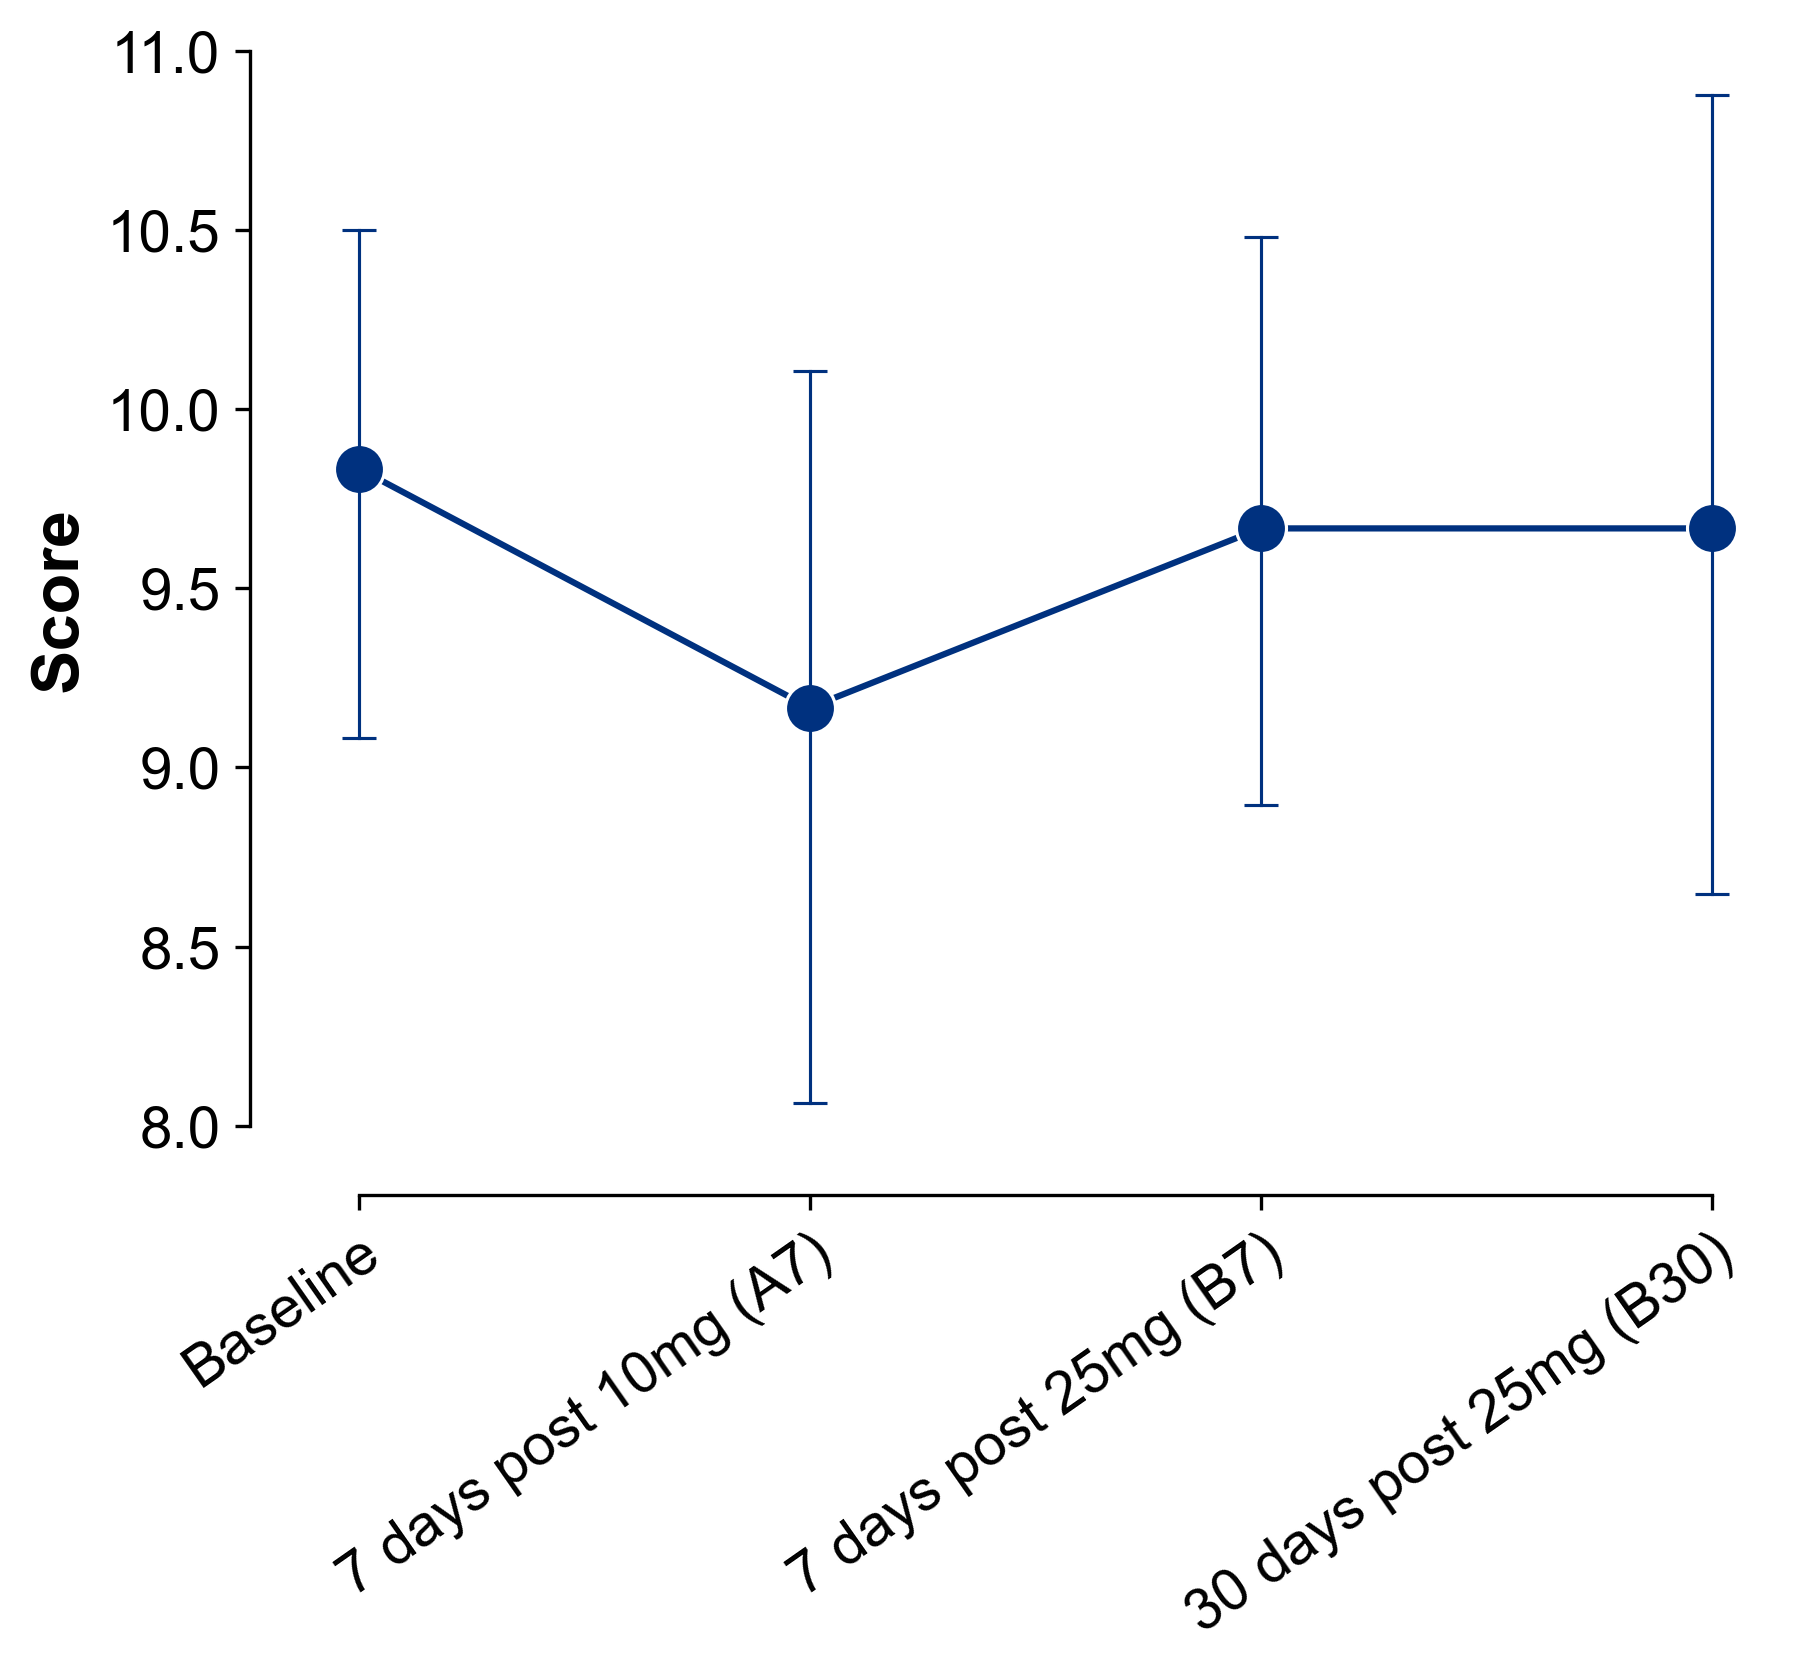 11.0
10.5
10.0
9.5
9.0
8.5
8.0
Score
Baseline
7 days post 10mg (A7)
7 days post 25mg (B7)
30 days post 25mg (B30)